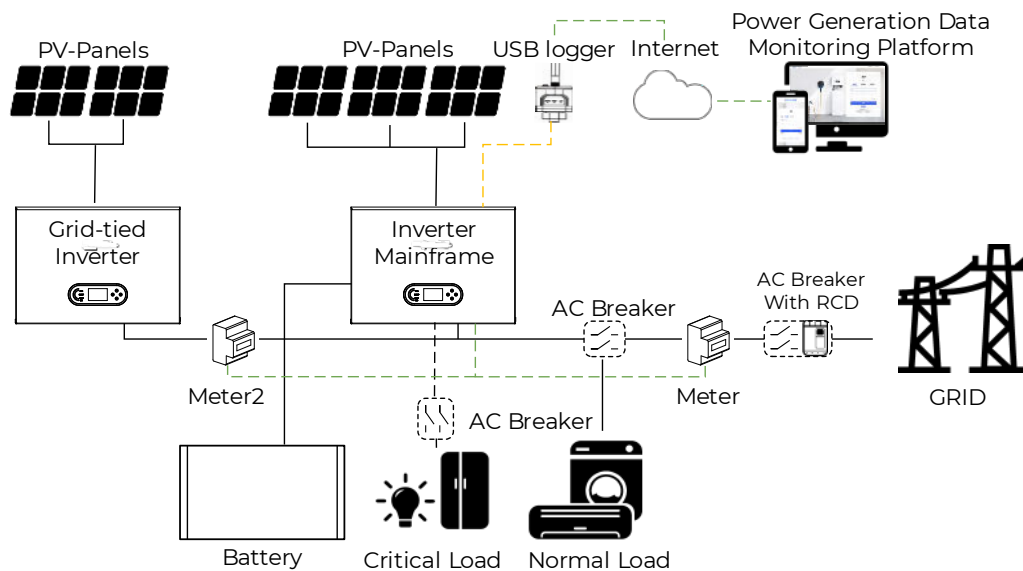 Power Generation Data
Monitoring Platform
PV-Panels
PV-Panels
USB logger
Internet
Grid-tied
Inverter
Inverter
Mainframe
AC Breaker
AC Breaker
With RCD
Meter2
Meter
GRID
AC Breaker
Battery
Critical Load
Normal Load